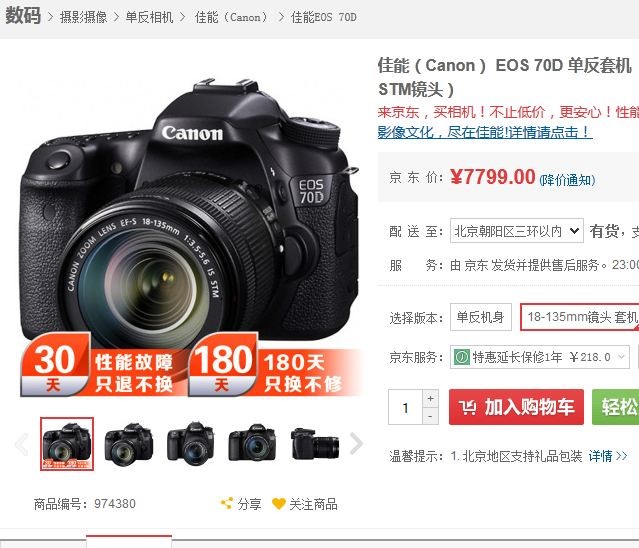 数码 > 摄影摄像 > 单反相机 > 佳能（Canon） > 佳能EOS 70D
佳能（Canon） EOS 70D 单反套机
STM镜头）
来京东，买相机！不止低价，更安心！性能
影像文化，尽在佳能!详情请点击！
京 东 价： ¥7799.00 (降价通知)
Canon
EOS
70D
CANON ZOOM LENS EF-S 18-135mm 1:3.5-5.6 IS STM
配 送 至： 北京朝阳区三环以内 有货，支
服 务：由 京东 发货并提供售后服务。23:00
选择版本： 单反机身 18-135mm镜头 套机
京东服务： 特惠延长保修1年 ￥218.0
30天 性能故障 只退不换
180天 180天 只换不修
1 + - 加入购物车 轻松
温馨提示：1.北京地区支持礼品包装 详情 >>
商品编号：974380 分享 关注商品